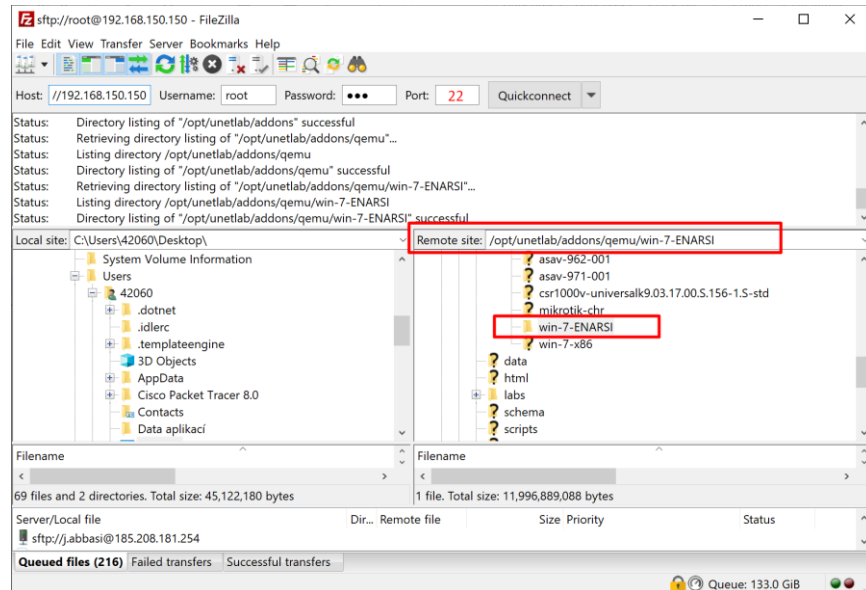 sftp://root@192.168.150.150 - FileZilla
File Edit View Transfer Server Bookmarks Help
Host: //192.168.150.150 Username: root Password: ●●● Port: 22 Quickconnect
Status: Directory listing of "/opt/unetlab/addons" successful
Status: Retrieving directory listing of "/opt/unetlab/addons/qemu"...
Status: Listing directory /opt/unetlab/addons/qemu
Status: Directory listing of "/opt/unetlab/addons/qemu" successful
Status: Retrieving directory listing of "/opt/unetlab/addons/qemu/win-7-ENARSI"...
Status: Listing directory /opt/unetlab/addons/qemu/win-7-ENARSI
Status: Directory listing of "/opt/unetlab/addons/qemu/win-7-ENARSI" successful
Local site: C:\Users\42060\Desktop\
System Volume Information
Users
42060
.dotnet
.idlerc
.templateengine
3D Objects
AppData
Cisco Packet Tracer 8.0
Contacts
Data aplikací
Remote site: /opt/unetlab/addons/qemu/win-7-ENARSI
asav-962-001
asav-971-001
csr1000v-universalk9.03.17.00.S.156-1.S-std
mikrotik-chr
win-7-ENARSI
win-7-x86
data
html
labs
schema
scripts
Filename
69 files and 2 directories. Total size: 45,122,180 bytes
Filename
1 file. Total size: 11,996,889,088 bytes
Server/Local file Dir... Remote file Size Priority Status
sftp://j.abbasi@185.208.181.254
Queued files (216) Failed transfers Successful transfers
Queue: 133.0 GiB